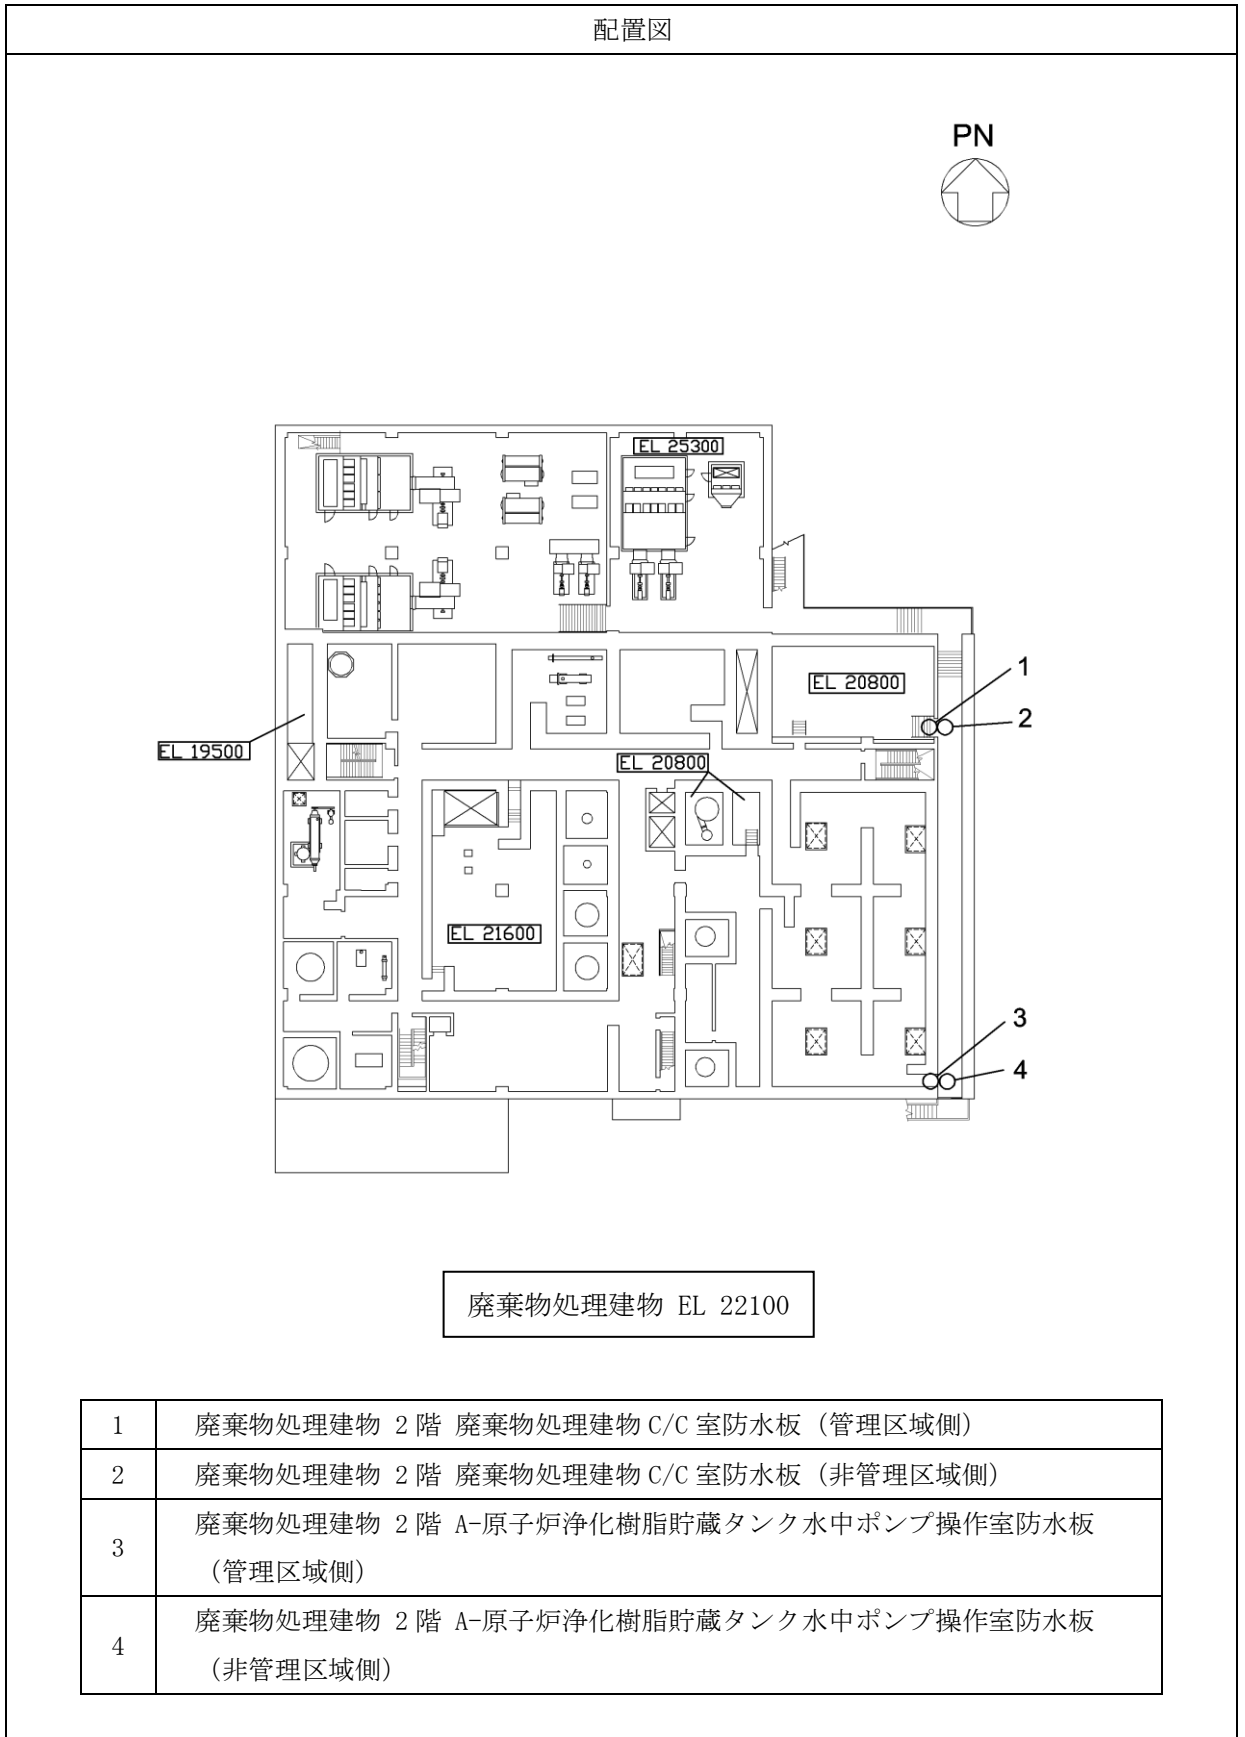 配置図
PN
EL 25300
EL 20800
1
2
EL 19500
EL 20800
EL 21600
3
4
廃棄物処理建物 EL 22100
1 廃棄物処理建物 2階 廃棄物処理建物 C/C 室防水板（管理区域側）
2 廃棄物処理建物 2階 廃棄物処理建物 C/C 室防水板（非管理区域側）
3 廃棄物処理建物 2階 A-原子炉浄化樹脂貯蔵タンク水中ポンプ操作室防水板
（管理区域側）
4 廃棄物処理建物 2階 A-原子炉浄化樹脂貯蔵タンク水中ポンプ操作室防水板
（非管理区域側）